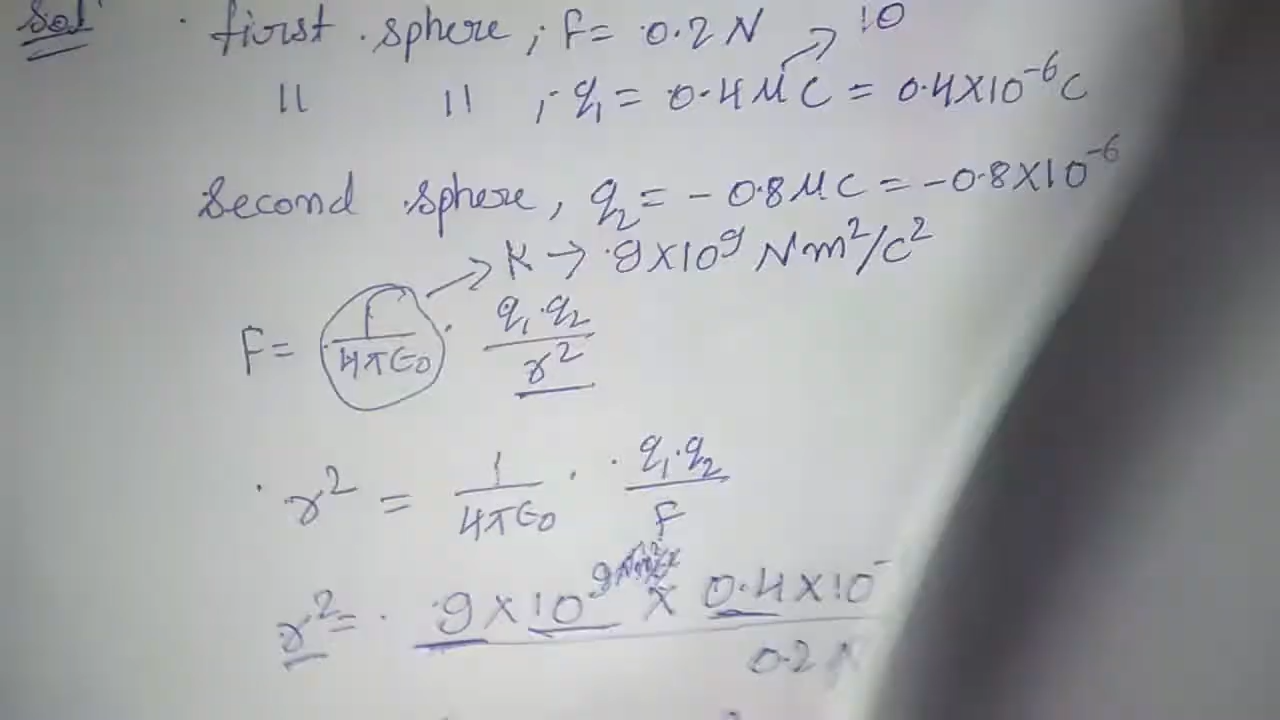 Sol
first sphere ; F = 0.2 N → 10
" " ; q₁ = 0.4 μC = 0.4×10⁻⁶ C
Second sphere, q₂ = - 0.8 μC = -0.8×10⁻⁶
K → 9×10⁹ Nm²/C²
F = 1/4πϵ₀ · q₁·q₂/r²
r² = 1/4πϵ₀ · q₁·q₂/F
r² = 9×10⁹ × 0.4×10⁻ / 0.2 N